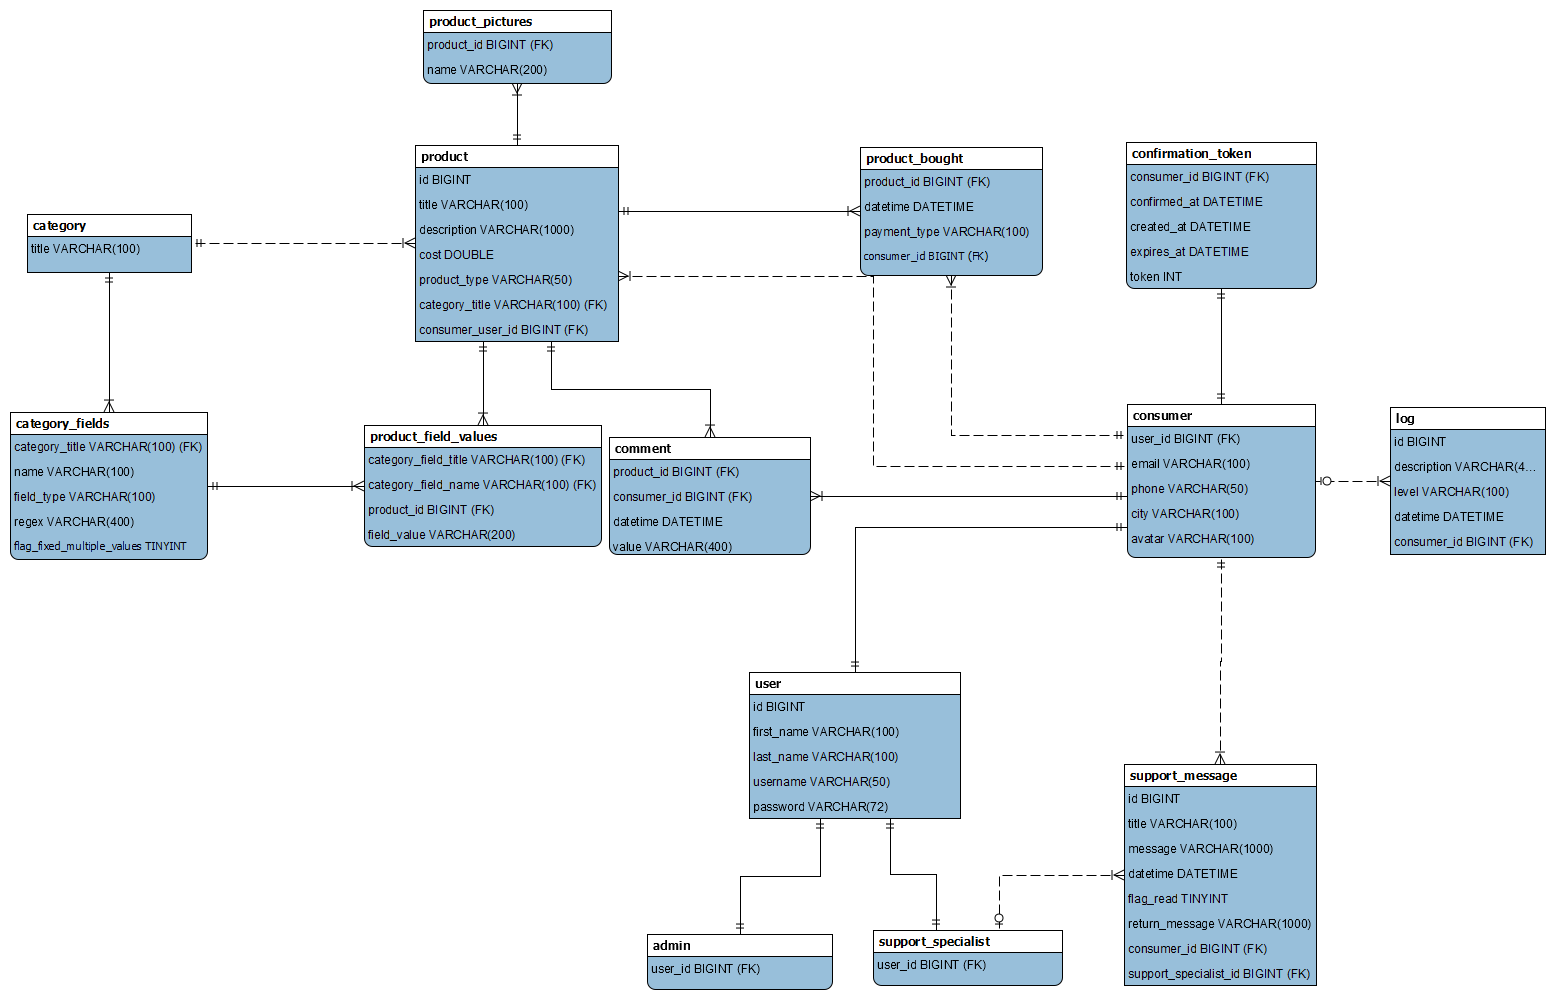 product_pictures
product_id BIGINT (FK)
name VARCHAR(200)
product
id BIGINT
title VARCHAR(100)
description VARCHAR(1000)
cost DOUBLE
product_type VARCHAR(50)
category_title VARCHAR(100) (FK)
consumer_user_id BIGINT (FK)
product_bought
product_id BIGINT (FK)
datetime DATETIME
payment_type VARCHAR(100)
consumer_id BIGINT (FK)
confirmation_token
consumer_id BIGINT (FK)
confirmed_at DATETIME
created_at DATETIME
expires_at DATETIME
token INT
category
title VARCHAR(100)
category_fields
category_title VARCHAR(100) (FK)
name VARCHAR(100)
field_type VARCHAR(100)
regex VARCHAR(400)
flag_fixed_multiple_values TINYINT
product_field_values
category_field_title VARCHAR(100) (FK)
category_field_name VARCHAR(100) (FK)
product_id BIGINT (FK)
field_value VARCHAR(200)
comment
product_id BIGINT (FK)
consumer_id BIGINT (FK)
datetime DATETIME
value VARCHAR(400)
consumer
user_id BIGINT (FK)
email VARCHAR(100)
phone VARCHAR(50)
city VARCHAR(100)
avatar VARCHAR(100)
log
id BIGINT
description VARCHAR(4...
level VARCHAR(100)
datetime DATETIME
consumer_id BIGINT (FK)
user
id BIGINT
first_name VARCHAR(100)
last_name VARCHAR(100)
username VARCHAR(50)
password VARCHAR(72)
support_message
id BIGINT
title VARCHAR(100)
message VARCHAR(1000)
datetime DATETIME
flag_read TINYINT
return_message VARCHAR(1000)
consumer_id BIGINT (FK)
support_specialist_id BIGINT (FK)
admin
user_id BIGINT (FK)
support_specialist
user_id BIGINT (FK)